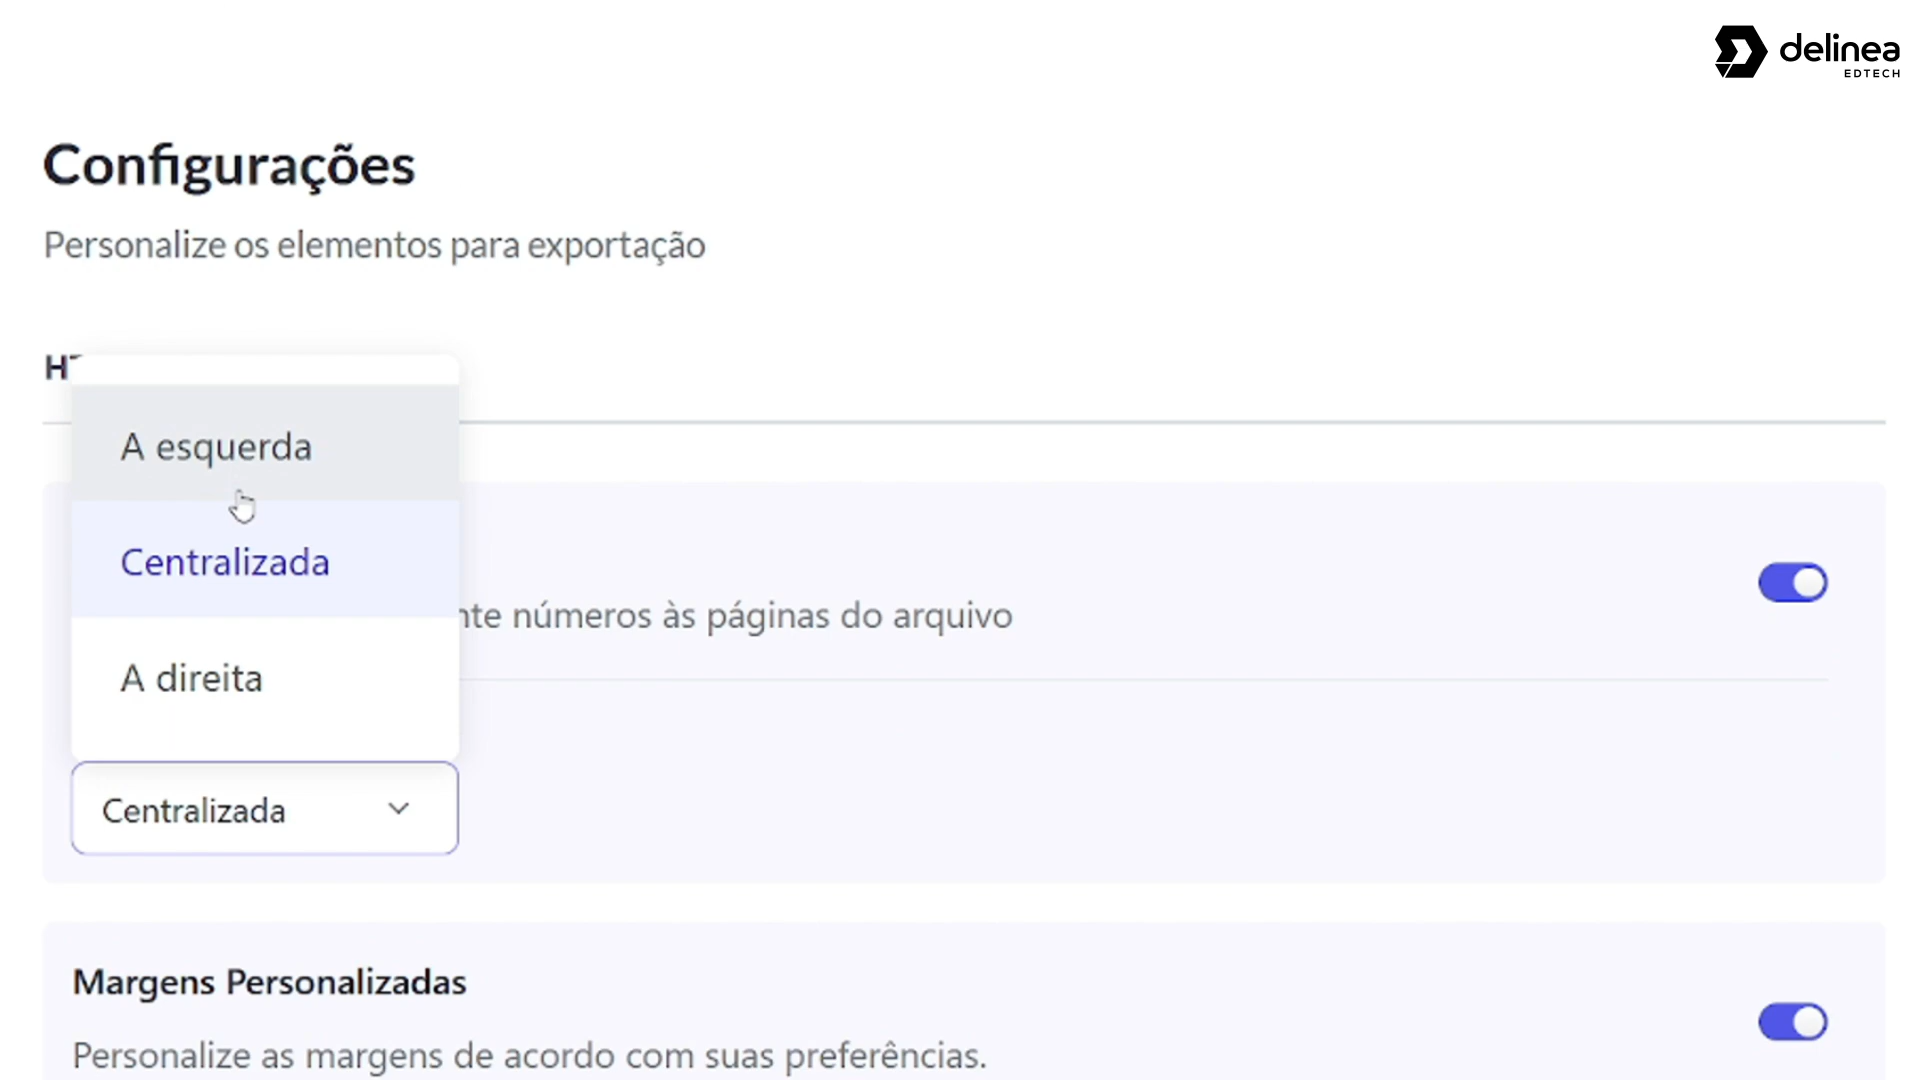 delinea
EDTECH
Configurações
Personalize os elementos para exportação
A esquerda
Centralizada
números às páginas do arquivo
A direita
Centralizada
Margens Personalizadas
Personalize as margens de acordo com suas preferências.